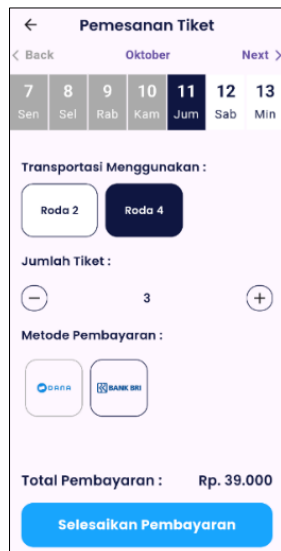 ← Pemesanan Tiket
< Back Oktober Next >
7 8 9 10 11 12 13
Sen Sel Rab Kam Jum Sab Min
Transportasi Menggunakan :
Roda 2 Roda 4
Jumlah Tiket :
3
Metode Pembayaran :
DANA BANK BRI
Total Pembayaran : Rp. 39.000
Selesaikan Pembayaran